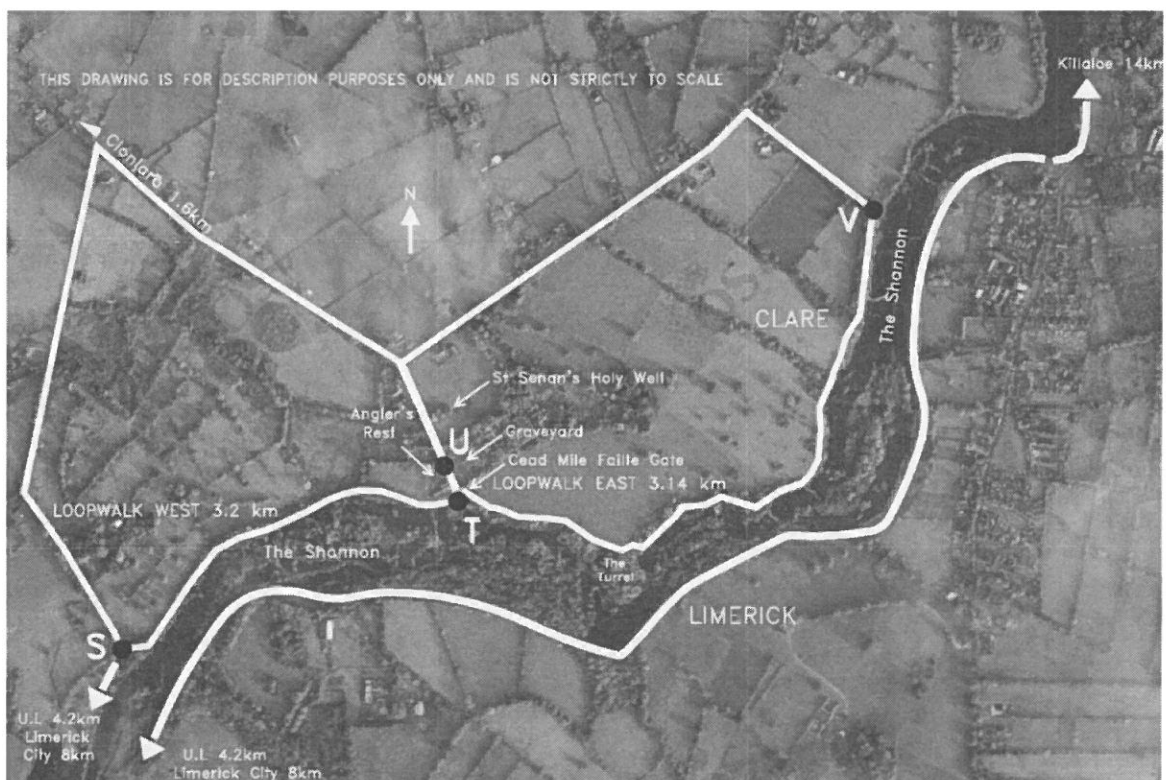 THIS DRAWING IS FOR DESCRIPTION PURPOSES ONLY AND IS NOT STRICTLY TO SCALE
Killaloe 14km
Clonlara 1.6km
N
V
The Shannon
CLARE
St Senan's Holy Well
Angler's
Rest
U
Graveyard
Cead Mile Failte Gate
LOOPWALK EAST 3.14 km
LOOPWALK WEST 3.2 km
T
The Shannon
The
Turret
LIMERICK
S
U.L 4.2km
Limerick
City 8km
U.L 4.2km
Limerick City 8km